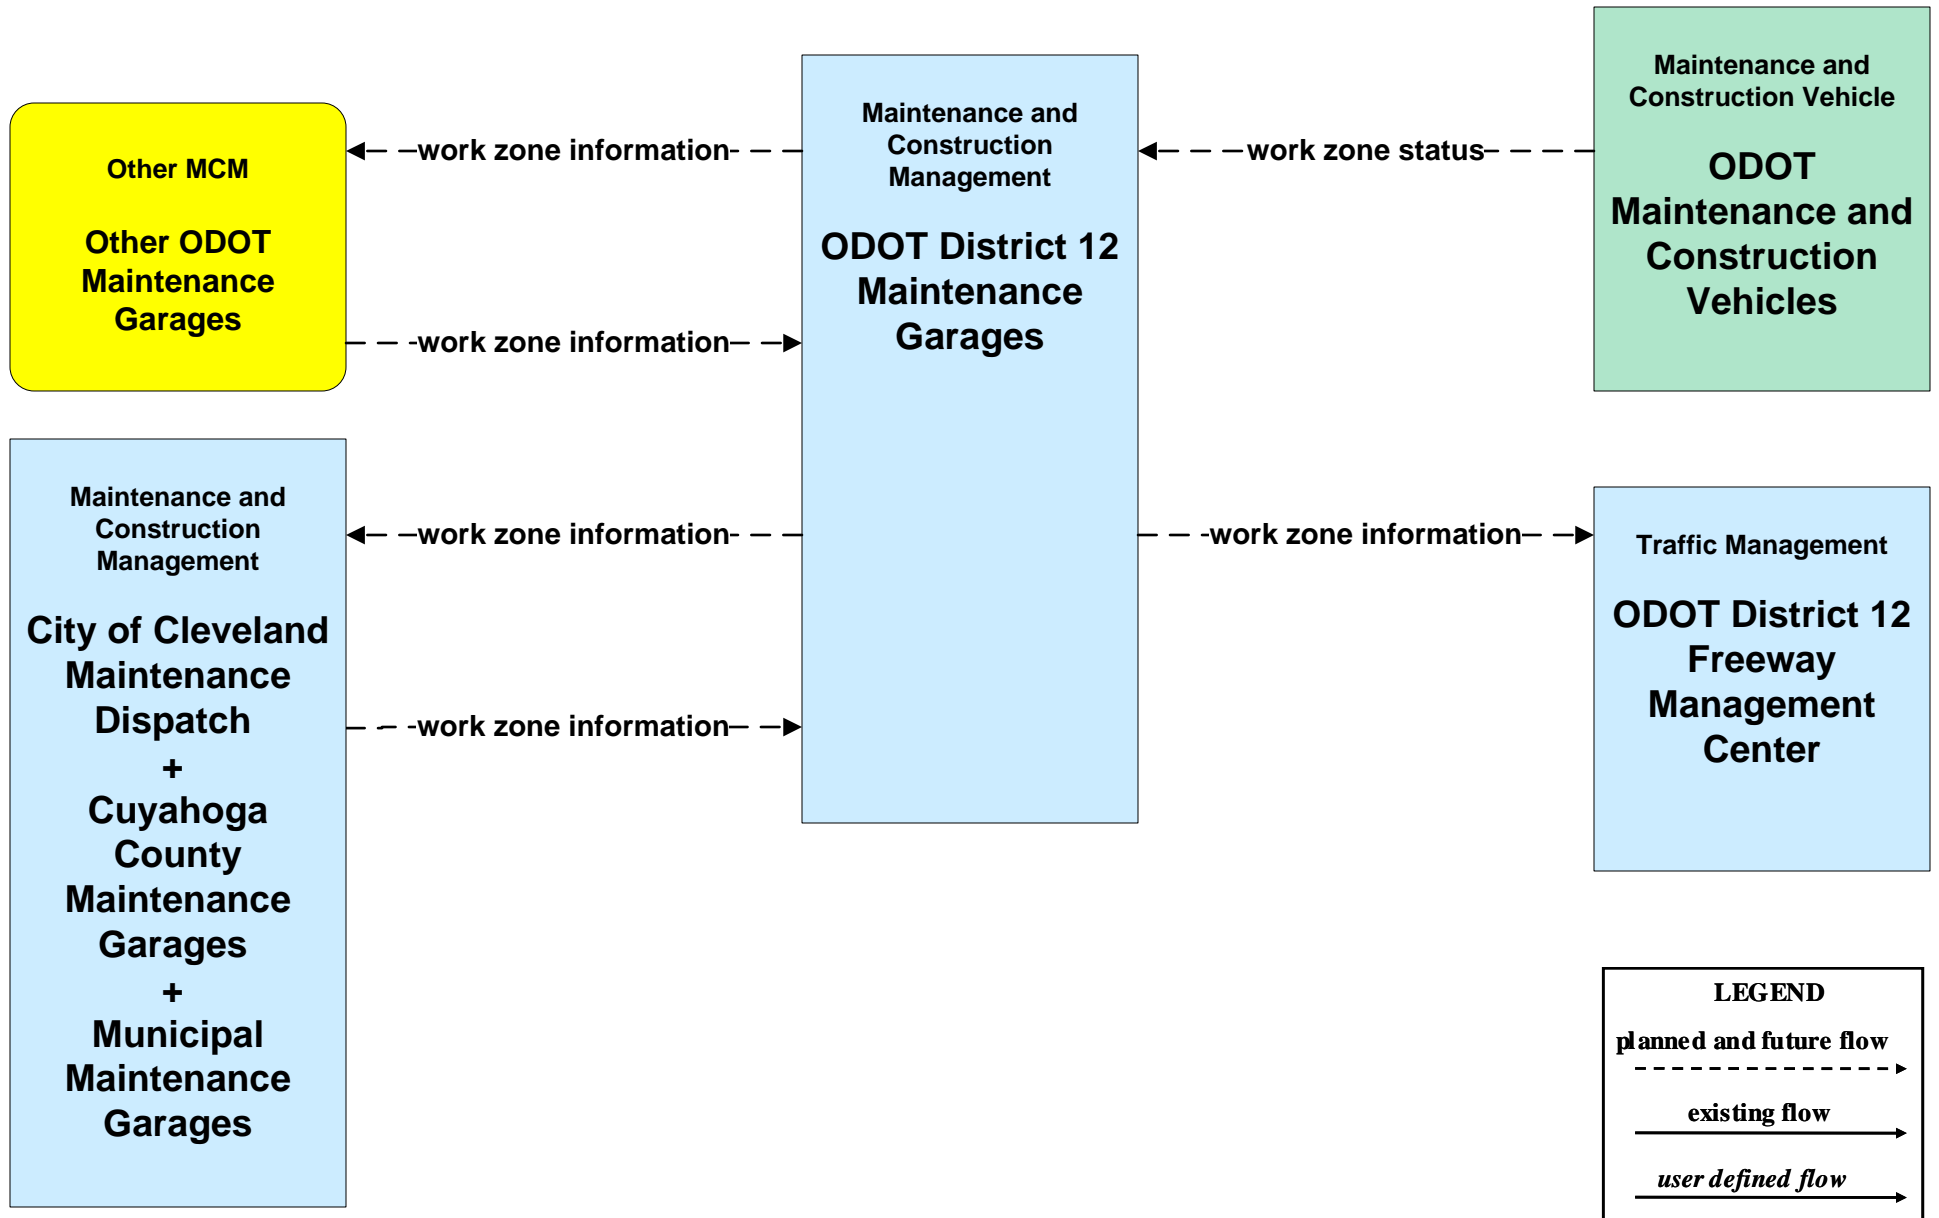 Other MCM
Other ODOT
Maintenance
Garages
work zone information
work zone information
Maintenance and
Construction
Management
ODOT District 12
Maintenance
Garages
work zone status
Maintenance and
Construction Vehicle
ODOT
Maintenance and
Construction
Vehicles
Maintenance and
Construction
Management
City of Cleveland
Maintenance
Dispatch
+
Cuyahoga
County
Maintenance
Garages
+
Municipal
Maintenance
Garages
work zone information
work zone information
work zone information
Traffic Management
ODOT District 12
Freeway
Management
Center
LEGEND
planned and future flow
existing flow
user defined flow